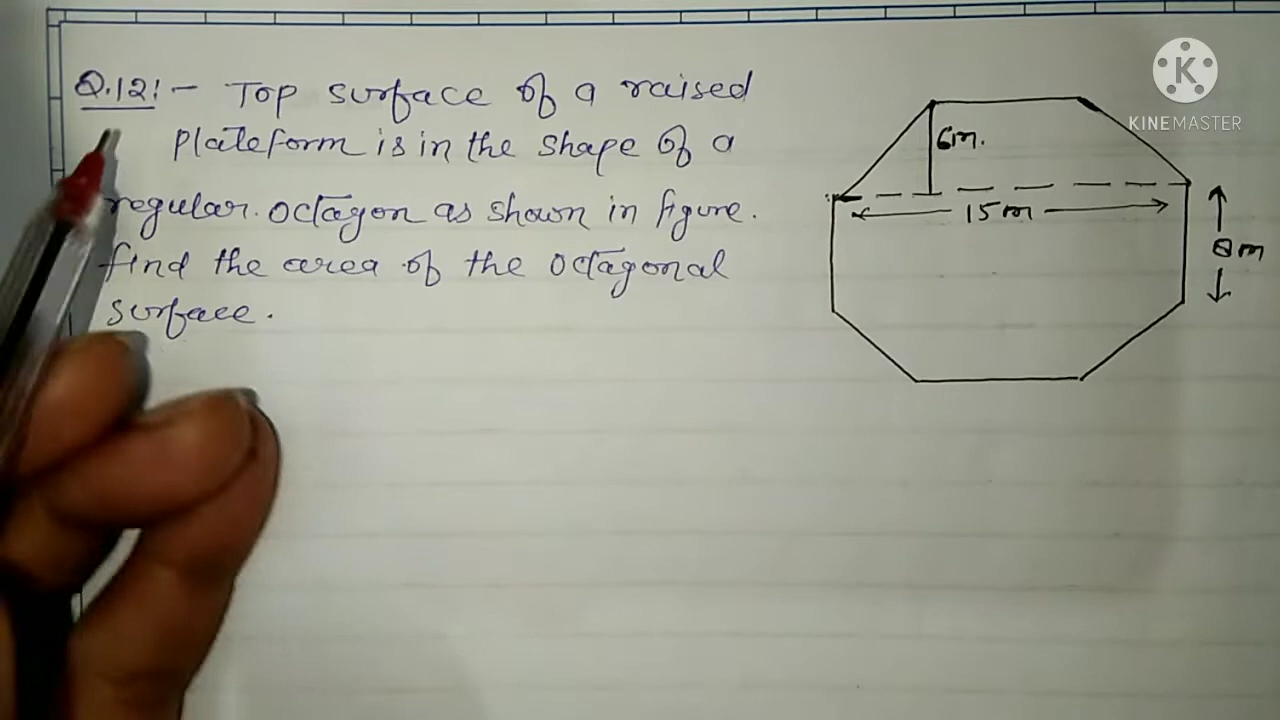 Q.12:- Top surface of a raised
plateform is in the shape of a
regular octagon as shown in figure.
find the area of the octagonal
surface.
6m.
15m
8m
K
KINEMASTER